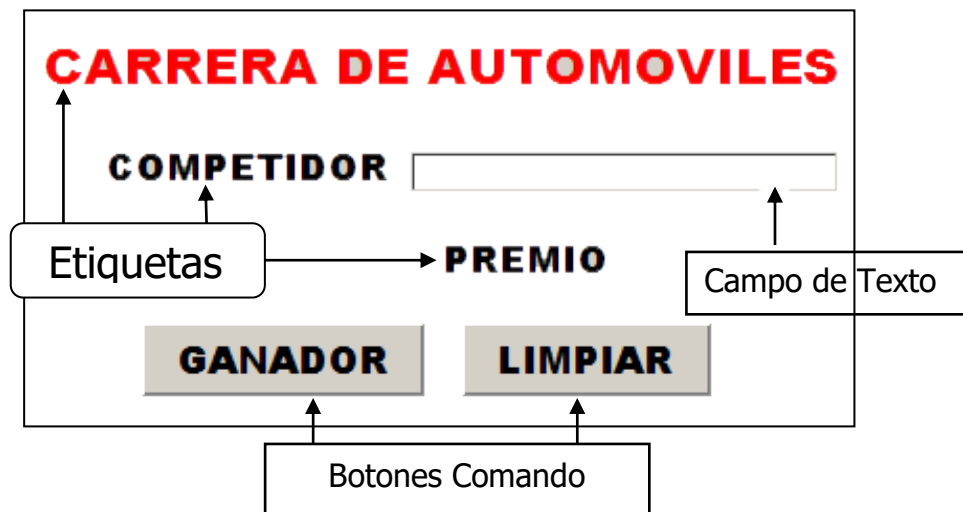 CARRERA DE AUTOMOVILES
COMPETIDOR
Etiquetas
PREMIO
Campo de Texto
GANADOR
LIMPIAR
Botones Comando